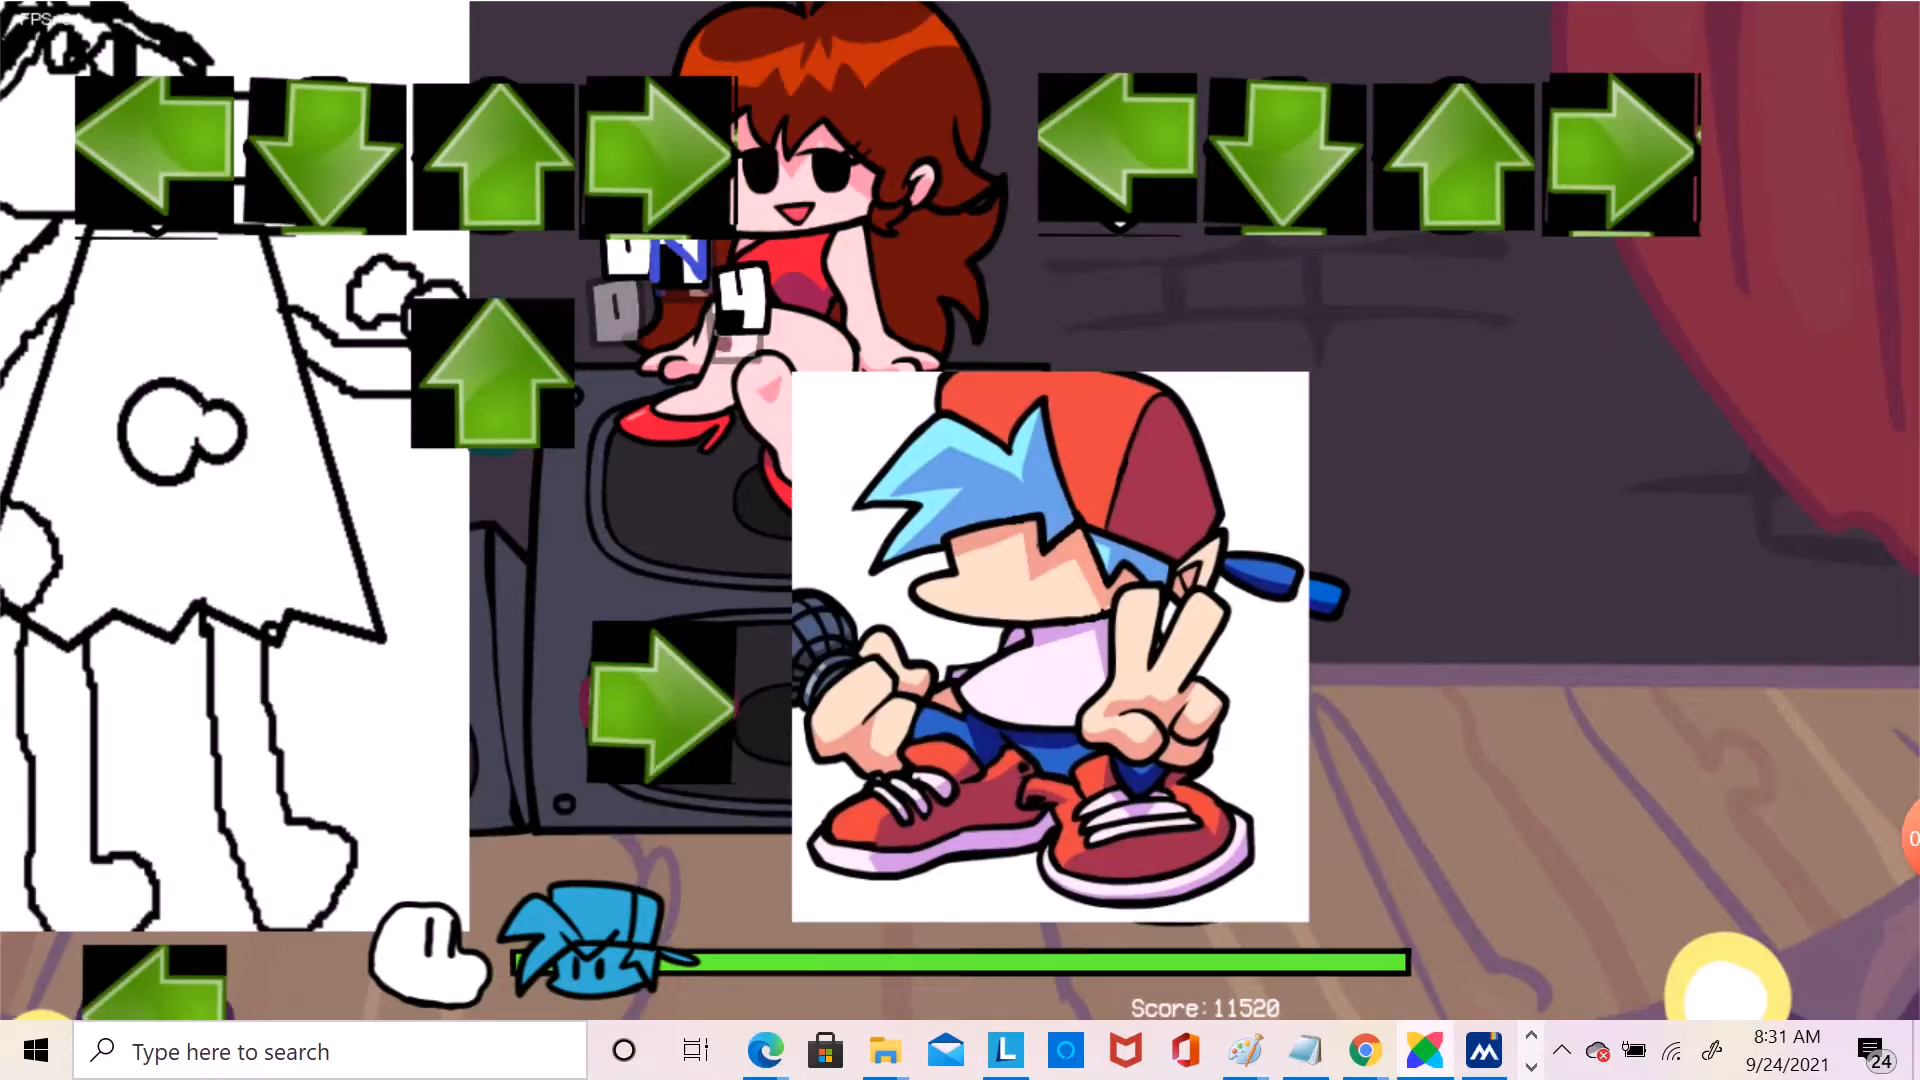 FPS:
Score:11520
Type here to search
8:31 AM
9/24/2021
24